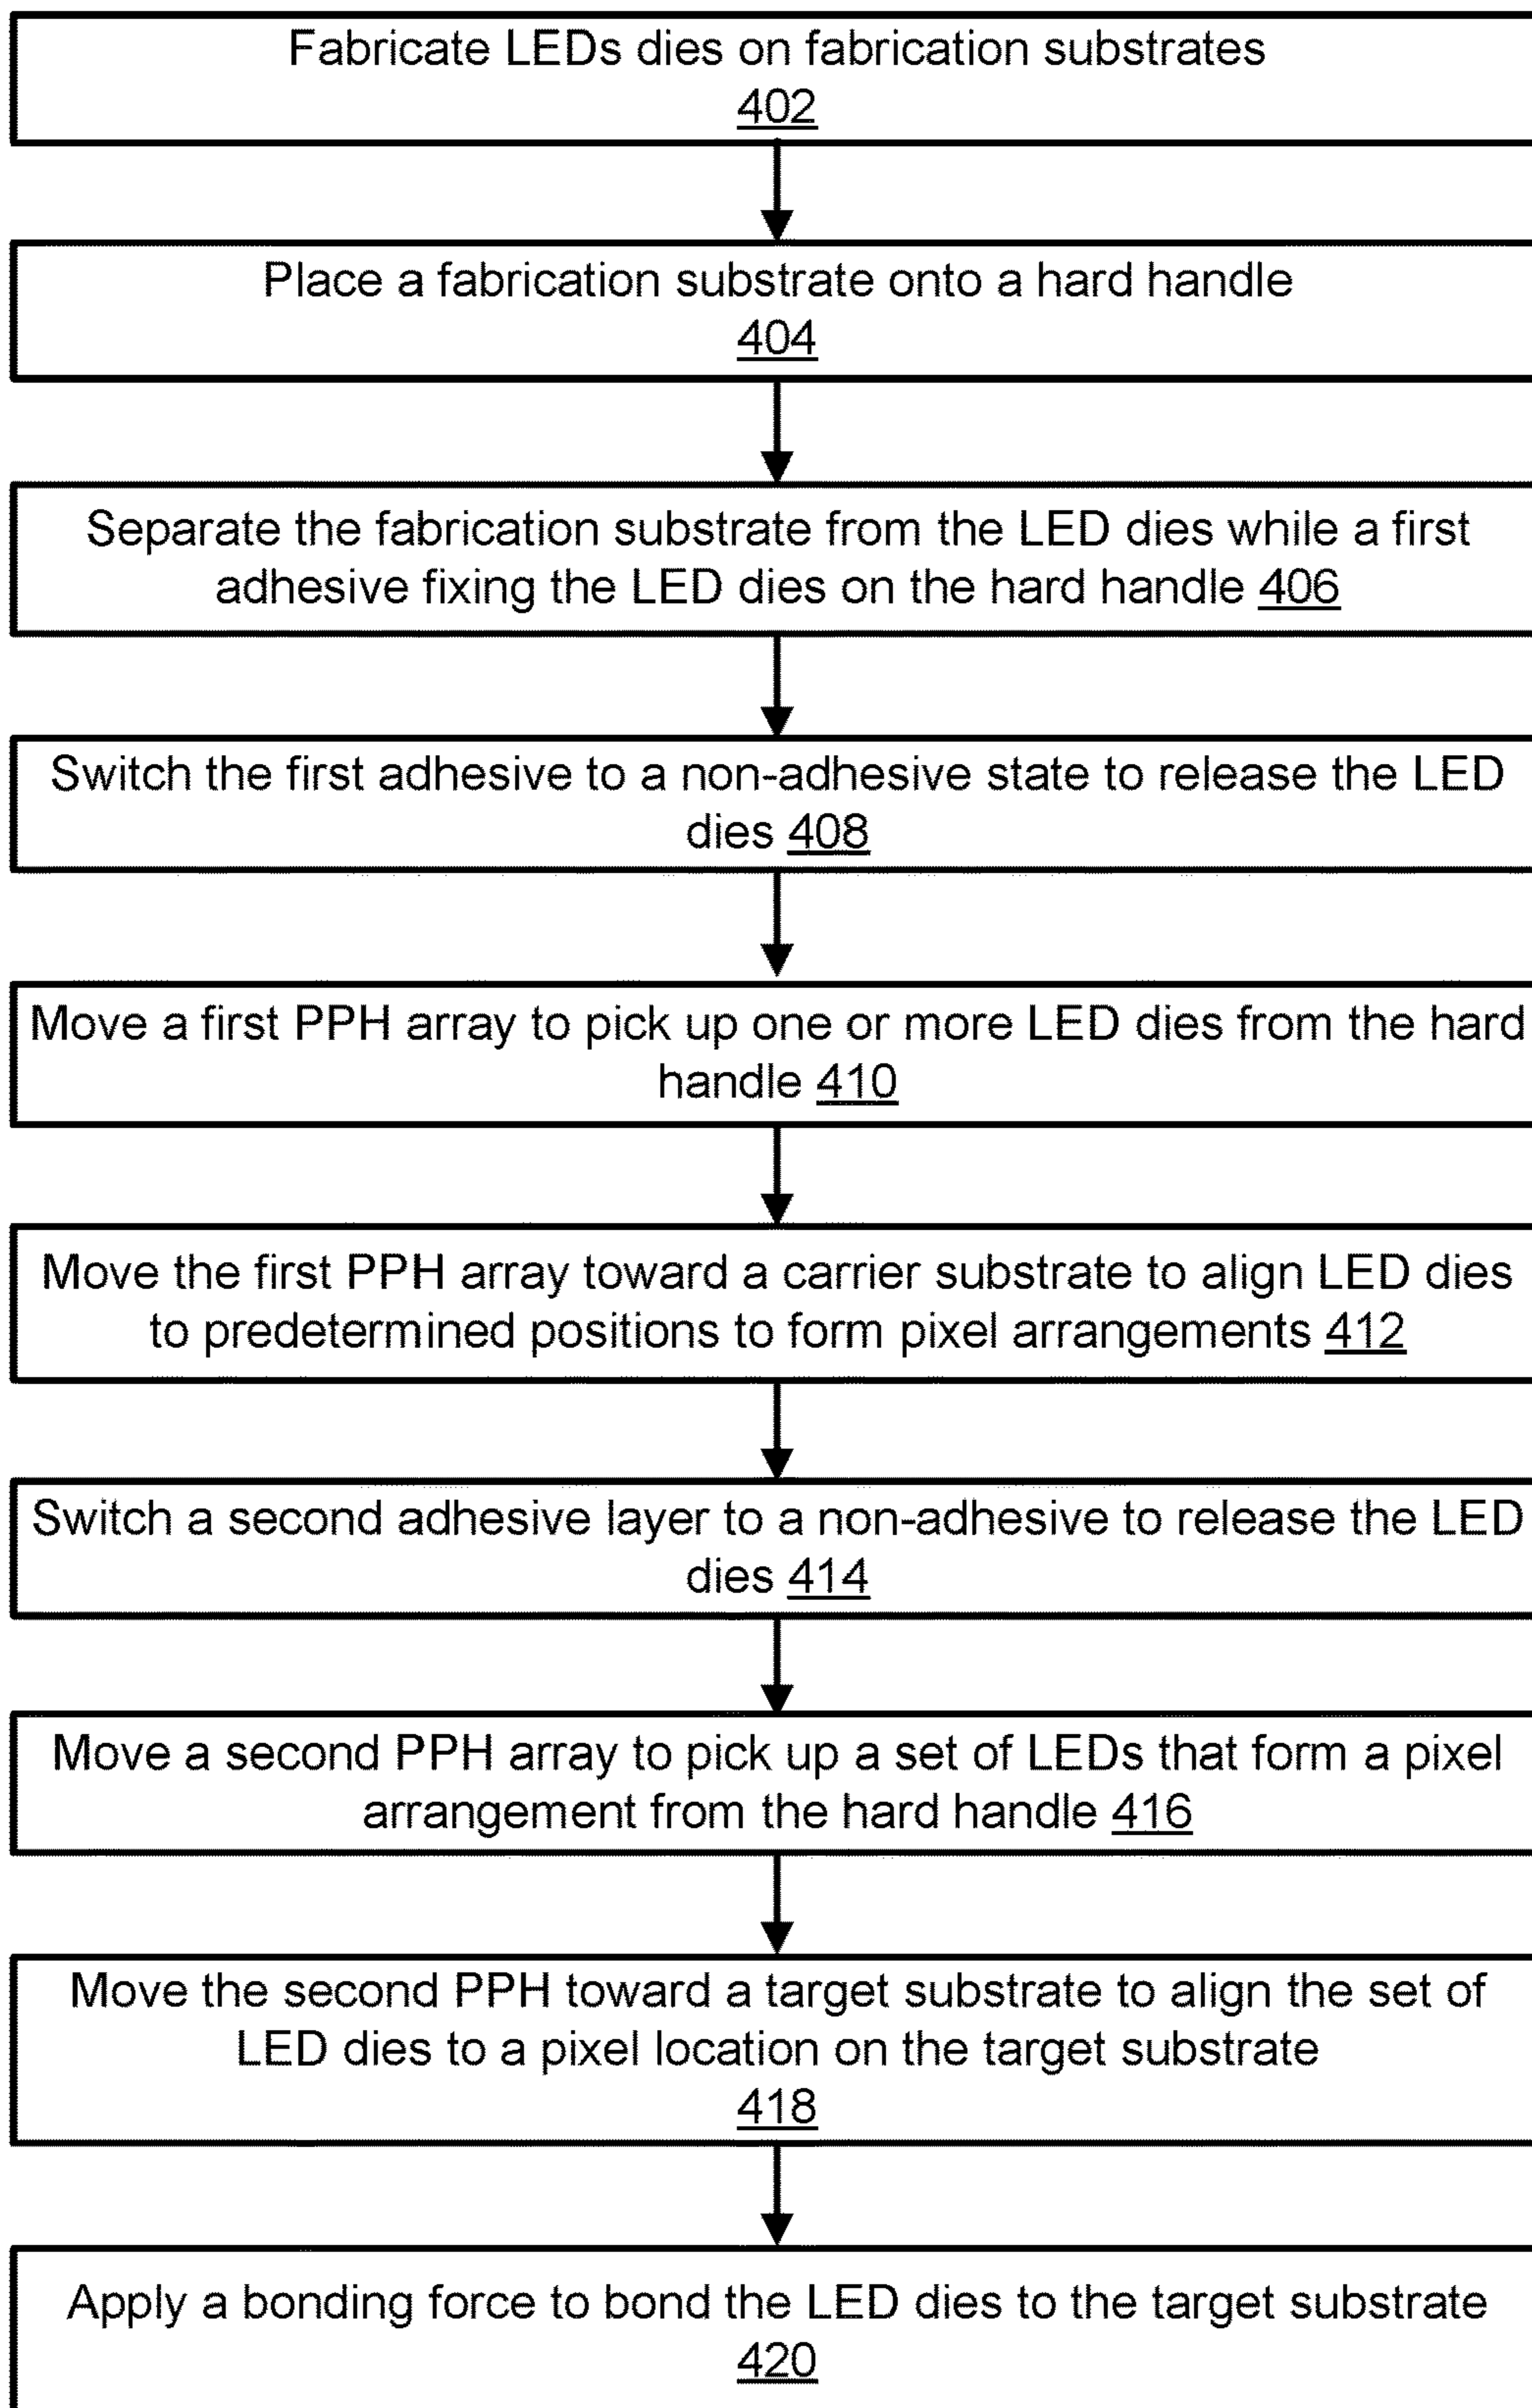 Fabricate LEDs dies on fabrication substrates
402
Place a fabrication substrate onto a hard handle
404
Separate the fabrication substrate from the LED dies while a first
adhesive fixing the LED dies on the hard handle 406
Switch the first adhesive to a non-adhesive state to release the LED
dies 408
Move a first PPH array to pick up one or more LED dies from the hard
handle 410
Move the first PPH array toward a carrier substrate to align LED dies
to predetermined positions to form pixel arrangements 412
Switch a second adhesive layer to a non-adhesive to release the LED
dies 414
Move a second PPH array to pick up a set of LEDs that form a pixel
arrangement from the hard handle 416
Move the second PPH toward a target substrate to align the set of
LED dies to a pixel location on the target substrate
418
Apply a bonding force to bond the LED dies to the target substrate
420